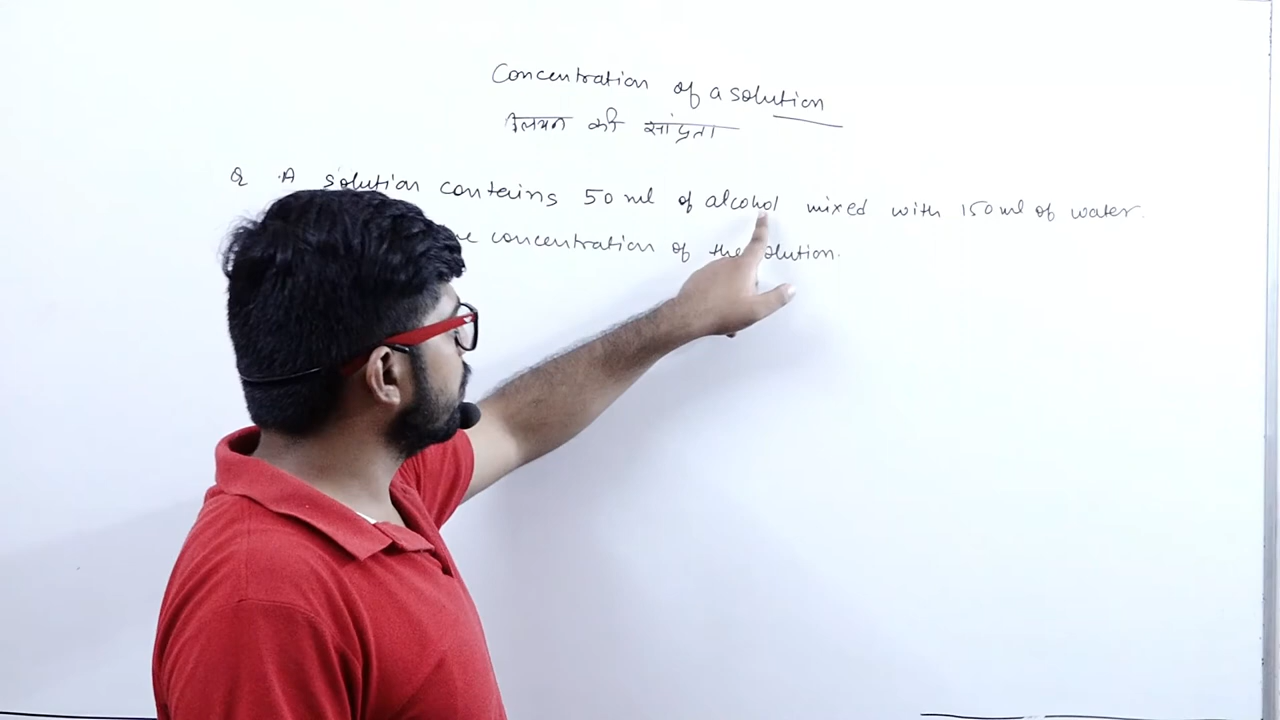 Concentration of a solution
विलयन की सांद्रता
Q. A solution contains 50 ml of alcohol mixed with 150 ml of water.
concentration of the solution.